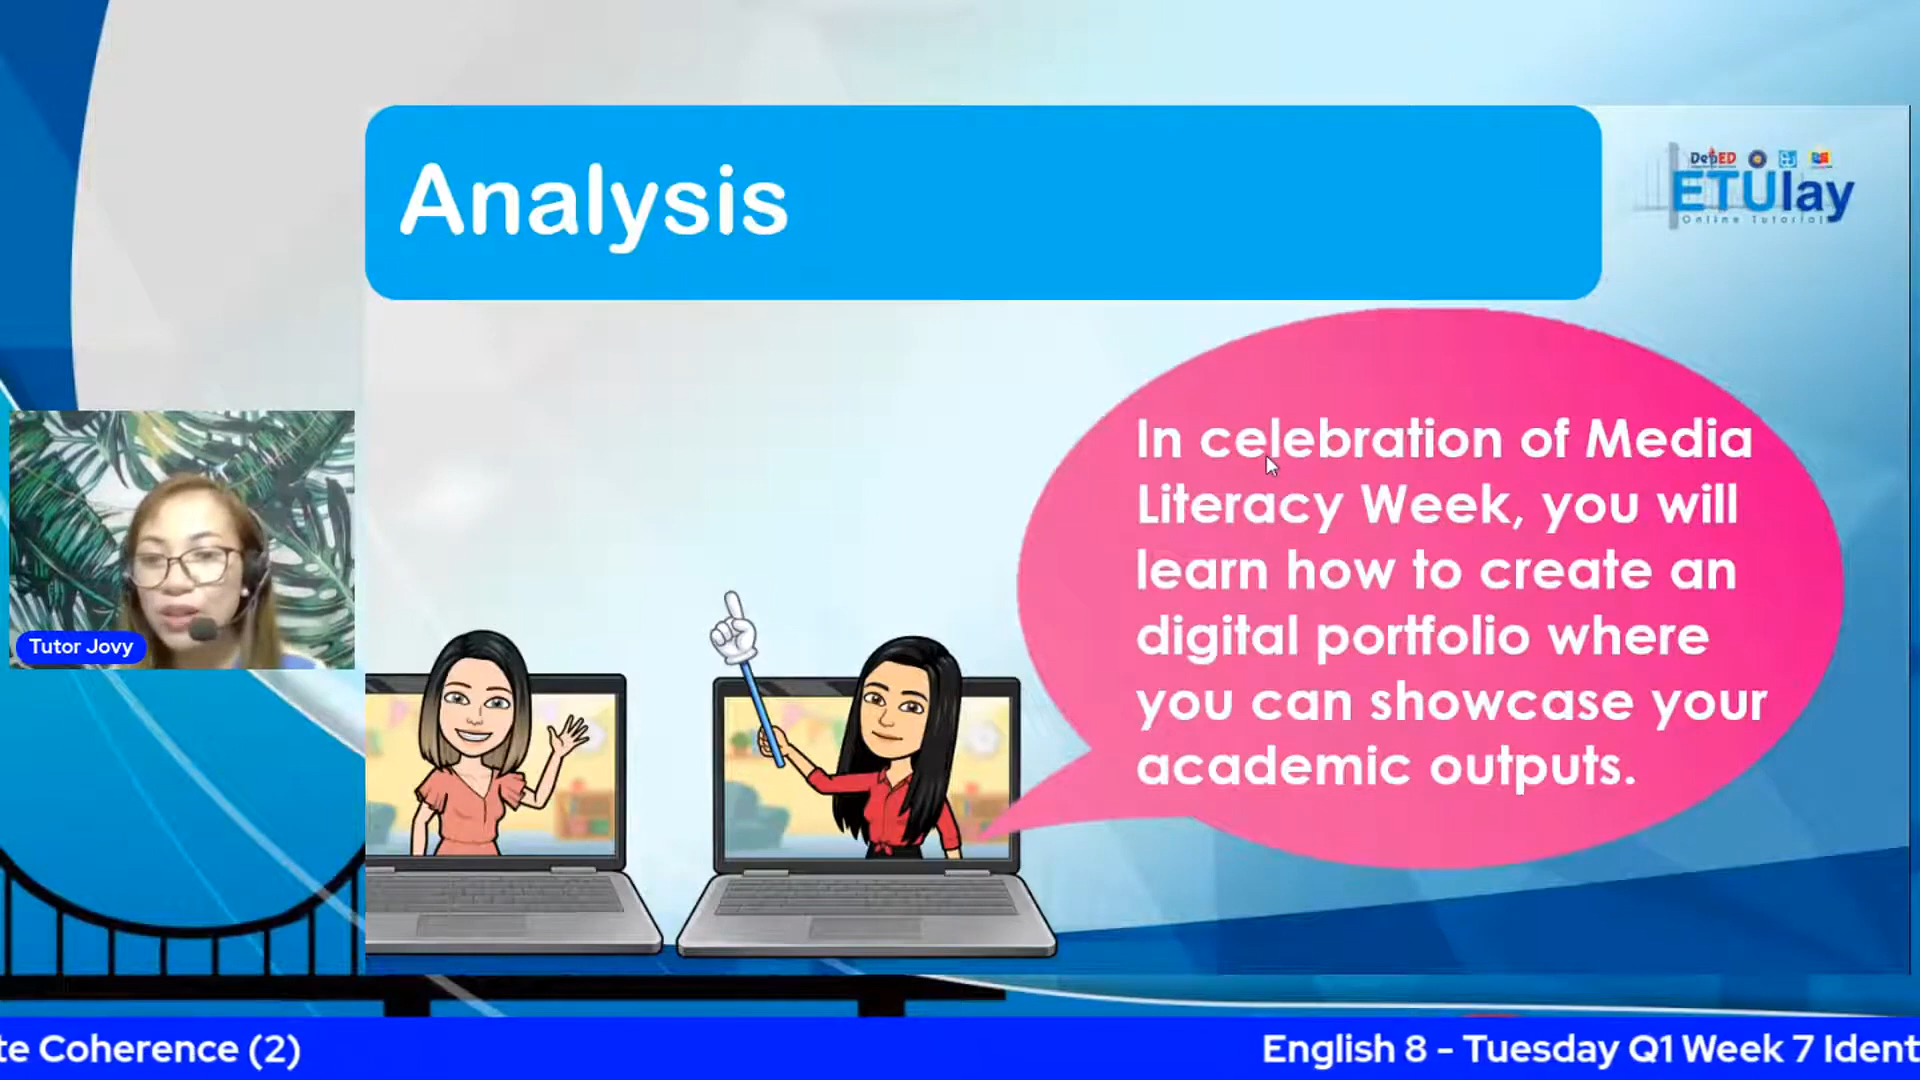 Analysis
DepED
ETUlay
Online Tutorial
In celebration of Media
Literacy Week, you will
learn how to create an
digital portfolio where
you can showcase your
academic outputs.
Tutor Jovy
te Coherence (2)
English 8 - Tuesday Q1 Week 7 Ident